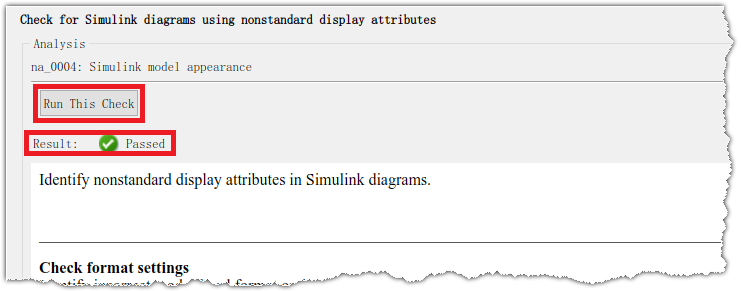 Check for Simulink diagrams using nonstandard display attributes
Analysis
na_0004: Simulink model appearance
Run This Check
Result: Passed
Identify nonstandard display attributes in Simulink diagrams.
Check format settings